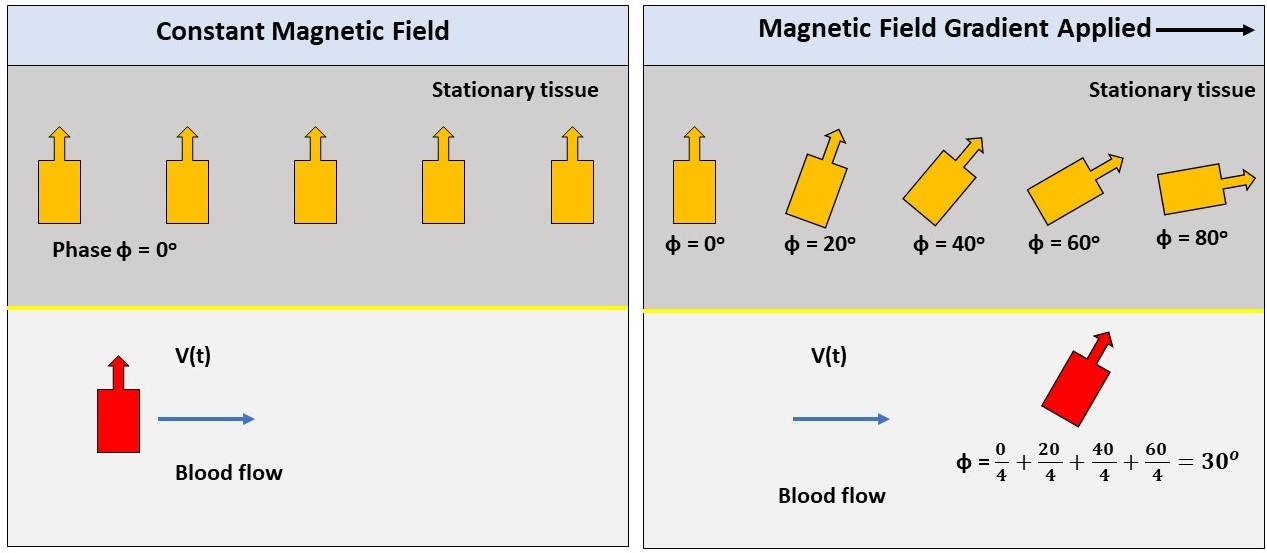 Constant Magnetic Field
Stationary tissue
Phase ϕ = 0°
V(t)
Blood flow
Magnetic Field Gradient Applied
Stationary tissue
ϕ = 0° ϕ = 20° ϕ = 40° ϕ = 60° ϕ = 80°
V(t)
ϕ = 0/4 + 20/4 + 40/4 + 60/4 = 30°
Blood flow